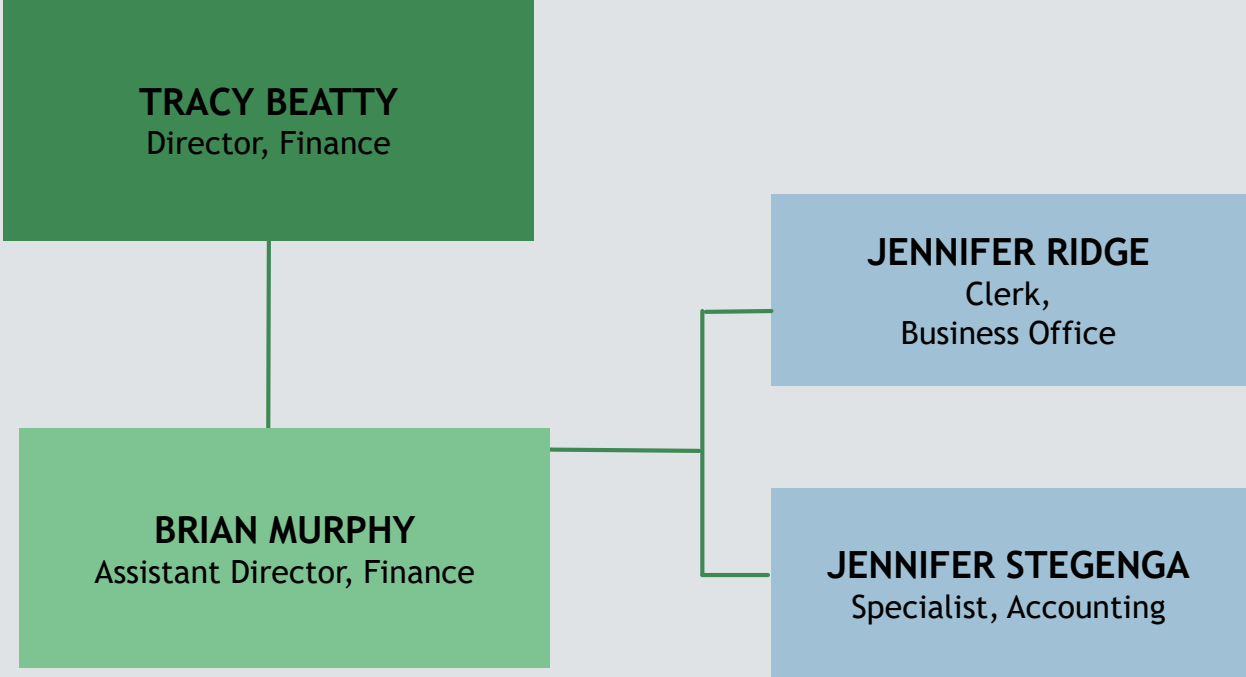 TRACY BEATTY
Director, Finance
JENNIFER RIDGE
Clerk,
Business Office
BRIAN MURPHY
Assistant Director, Finance
JENNIFER STEGENGA
Specialist, Accounting